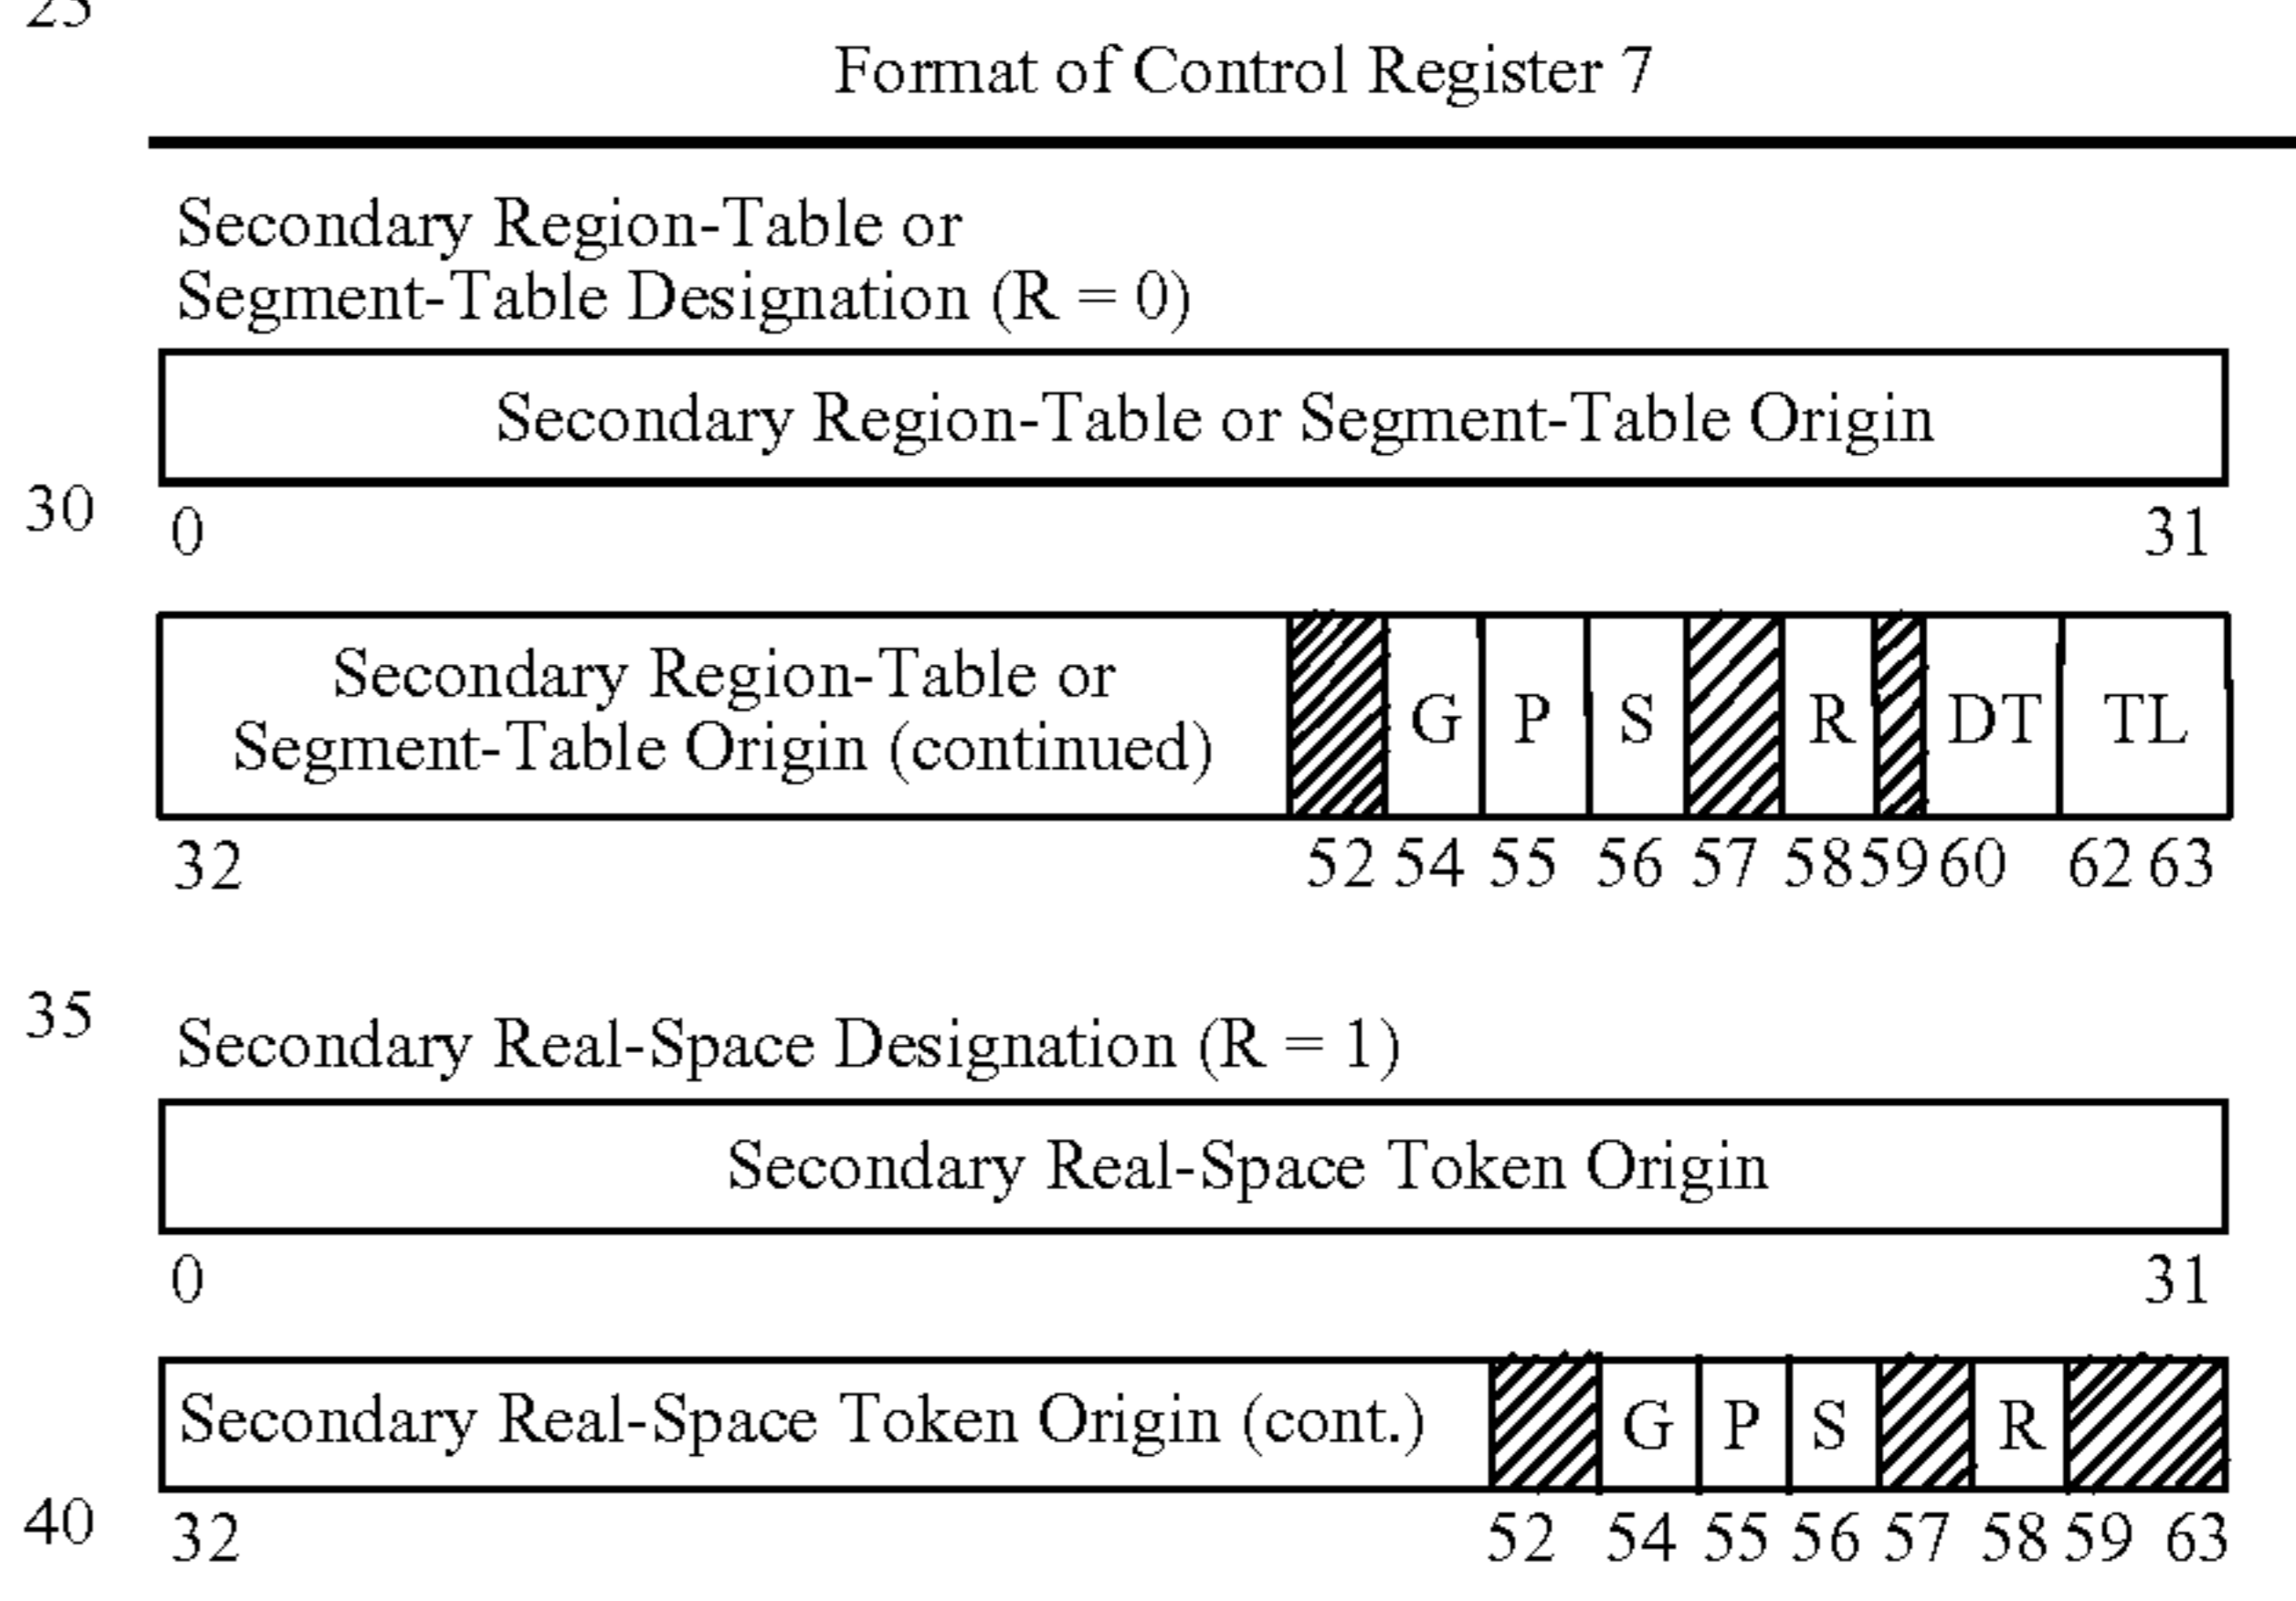 25
Format of Control Register 7
Secondary Region-Table or
Segment-Table Designation (R = 0)
Secondary Region-Table or Segment-Table Origin
30
0 31
Secondary Region-Table or
Segment-Table Origin (continued) G P S R DT TL
32 52 54 55 56 57 58 59 60 62 63
35
Secondary Real-Space Designation (R = 1)
Secondary Real-Space Token Origin
0 31
Secondary Real-Space Token Origin (cont.) G P S R
40 32 52 54 55 56 57 58 59 63